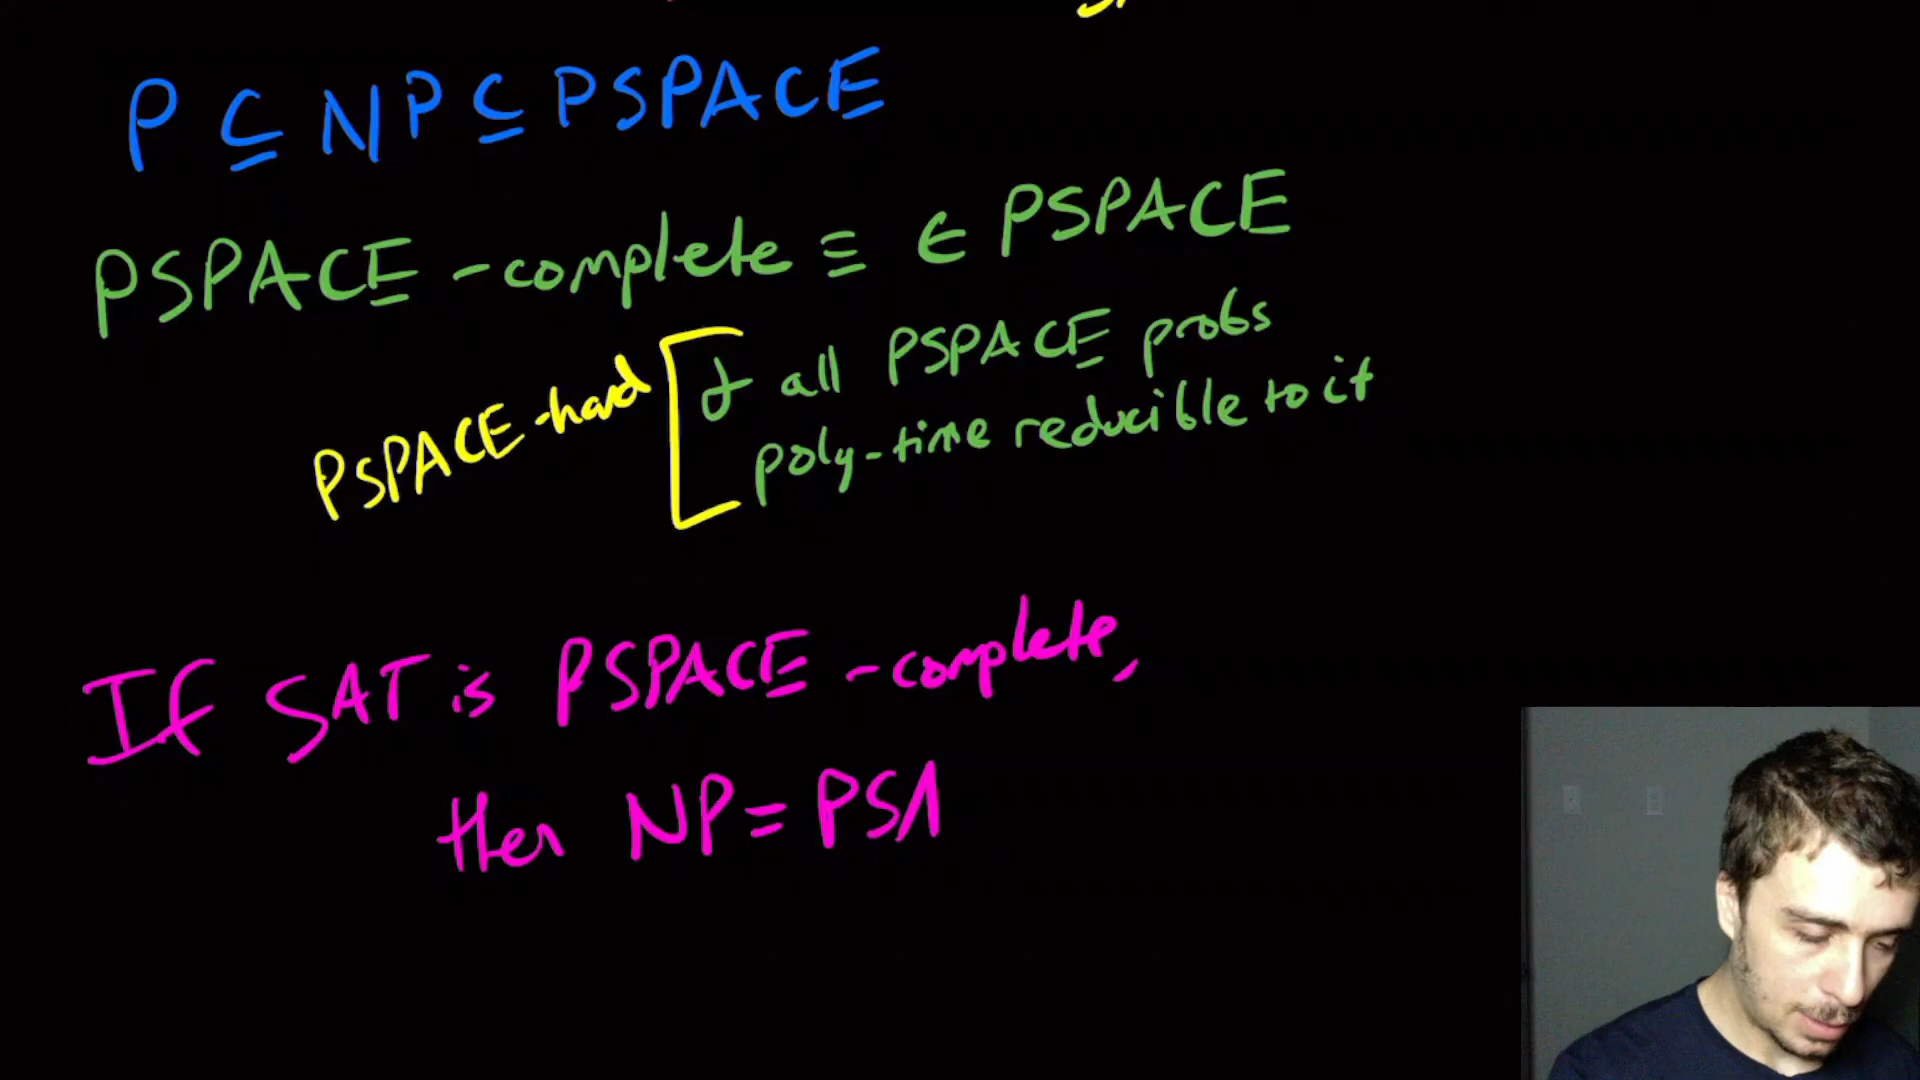 P ⊆ NP ⊆ PSPACE
PSPACE-complete ≡ ∈ PSPACE
& all PSPACE probs
PSPACE-hard
poly-time reducible to it
If SAT is PSPACE-complete,
then NP = PSA